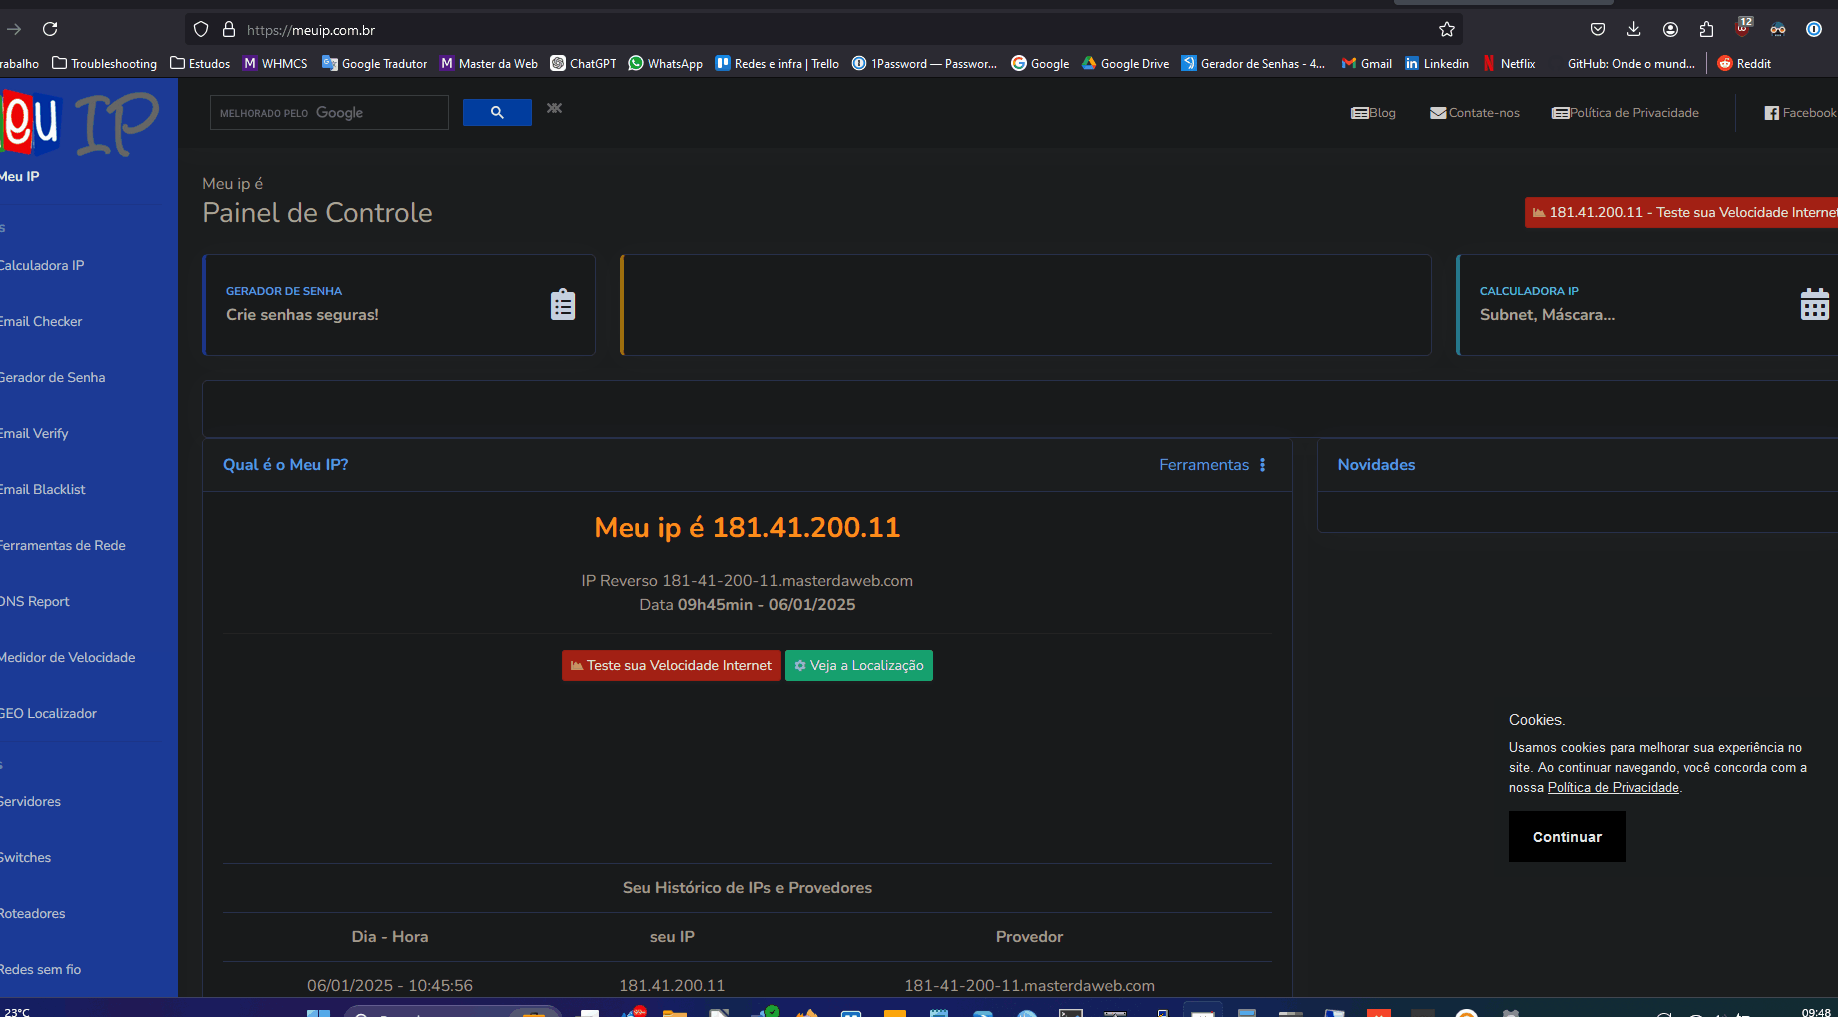 https://meuip.com.br
12
Troubleshooting
Estudos
WHMCS
Google Tradutor
Master da Web
ChatGPT
WhatsApp
Redes e infra | Trello
1Password — Passwor...
Google
Google Drive
Gerador de Senhas - 4...
Gmail
Linkedin
Netflix
GitHub: Onde o mund...
Reddit
eu IP
MELHORADO PELO Google
Blog
Contate-nos
Política de Privacidade
Facebook
Meu IP
Calculadora IP
Email Checker
Gerador de Senha
Email Verify
Email Blacklist
Ferramentas de Rede
DNS Report
Medidor de Velocidade
GEO Localizador
Servidores
Switches
Roteadores
Redes sem fio
Meu ip é
Painel de Controle
181.41.200.11 - Teste sua Velocidade Internet
GERADOR DE SENHA
Crie senhas seguras!
CALCULADORA IP
Subnet, Máscara...
Qual é o Meu IP?
Ferramentas
Novidades
Meu ip é 181.41.200.11
IP Reverso 181-41-200-11.masterdaweb.com
Data 09h45min - 06/01/2025
Teste sua Velocidade Internet
Veja a Localização
Cookies.
Usamos cookies para melhorar sua experiência no
site. Ao continuar navegando, você concorda com a
nossa Política de Privacidade.
Continuar
Seu Histórico de IPs e Provedores
Dia - Hora seu IP Provedor
06/01/2025 - 10:45:56 181.41.200.11 181-41-200-11.masterdaweb.com
23°C
99+
09:48